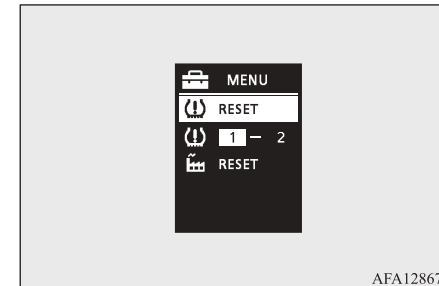 MENU
RESET
1 – 2
RESET
AFA12867